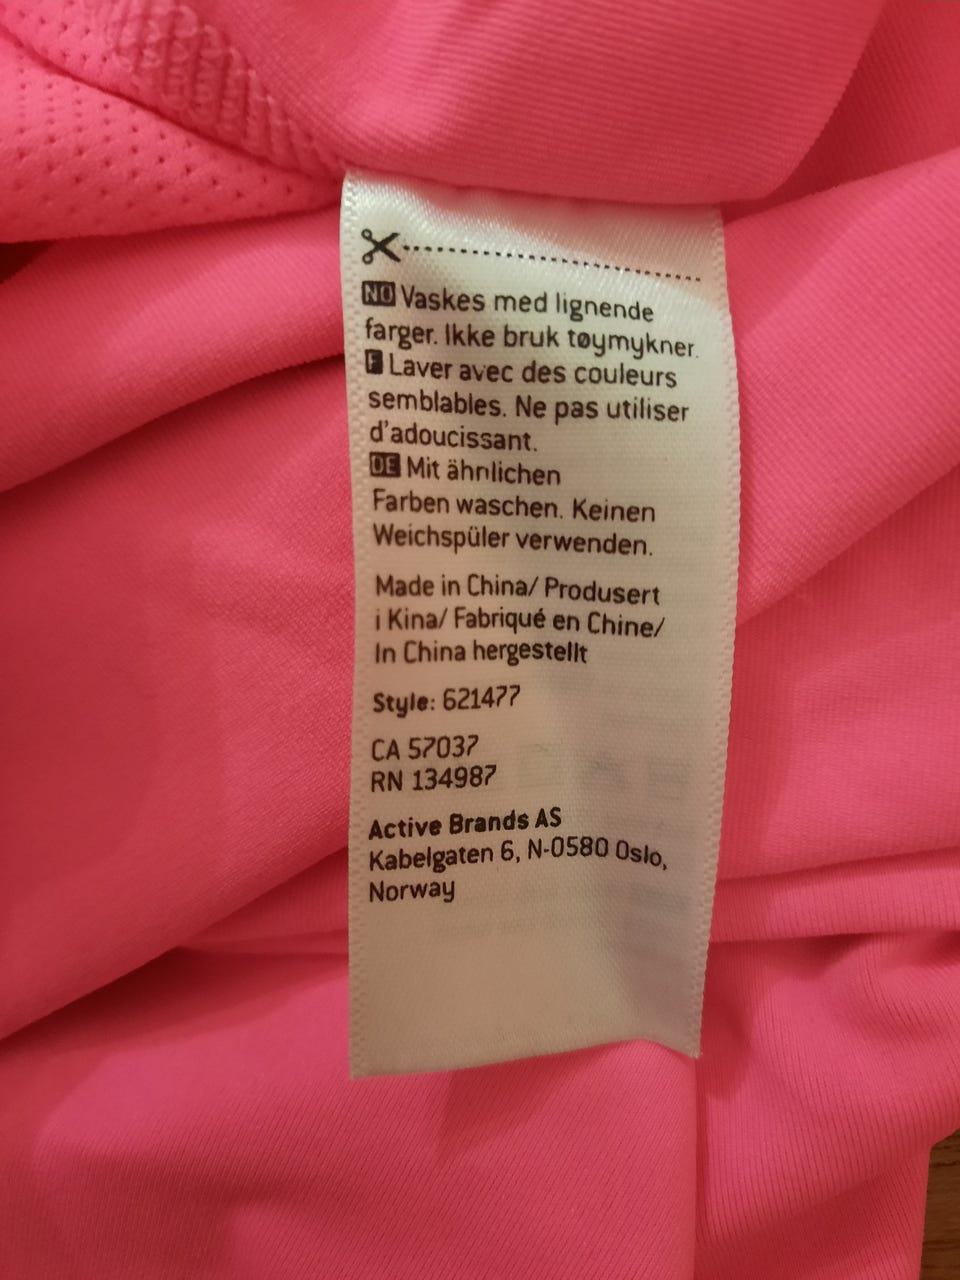 NO Vaskes med lignende
farger. Ikke bruk tøymykner.
F Laver avec des couleurs
semblables. Ne pas utiliser
d'adoucissant.
DE Mit ähnlichen
Farben waschen. Keinen
Weichspüler verwenden.
Made in China/ Produsert
i Kina/ Fabriqué en Chine/
In China hergestellt
Style: 621477
CA 57037
RN 134987
Active Brands AS
Kabelgaten 6, N-0580 Oslo,
Norway